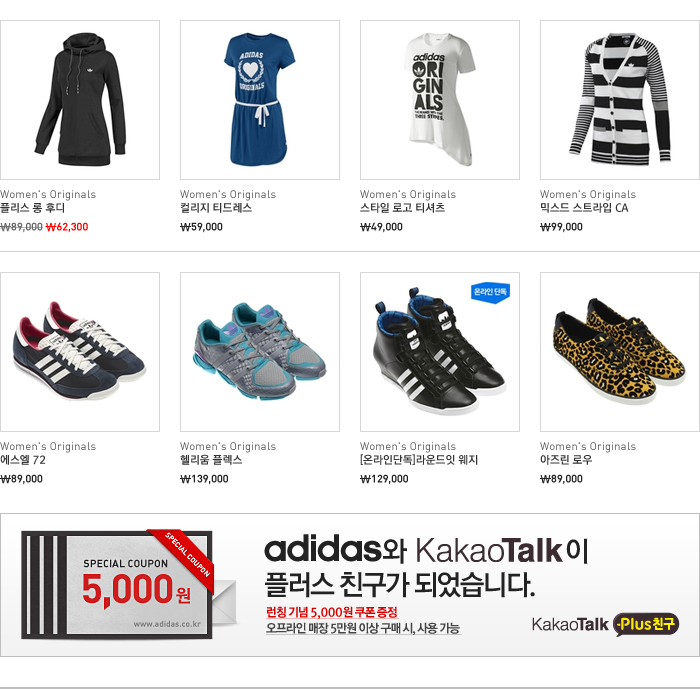 ADIDAS
ORIGINALS
adidas
ORI
GIN
ALS
THE BRAND WITH THE
THREE STRIPES
Women's Originals
플리스 롱 후디
₩89,000 ₩62,300
Women's Originals
컬리지 티드레스
₩59,000
Women's Originals
스타일 로고 티셔츠
₩49,000
Women's Originals
믹스드 스트라입 CA
₩99,000
온라인 단독
Women's Originals
에스엘 72
₩89,000
Women's Originals
헬리움 플렉스
₩139,000
Women's Originals
[온라인단독]라운드잇 웨지
₩129,000
Women's Originals
아즈린 로우
₩89,000
SPECIAL COUPON
SPECIAL COUPON
5,000원
www.adidas.co.kr
adidas와 KakaoTalk이
플러스 친구가 되었습니다.
런칭 기념 5,000원 쿠폰 증정
오프라인 매장 5만원 이상 구매 시, 사용 가능
KakaoTalk Plus친구